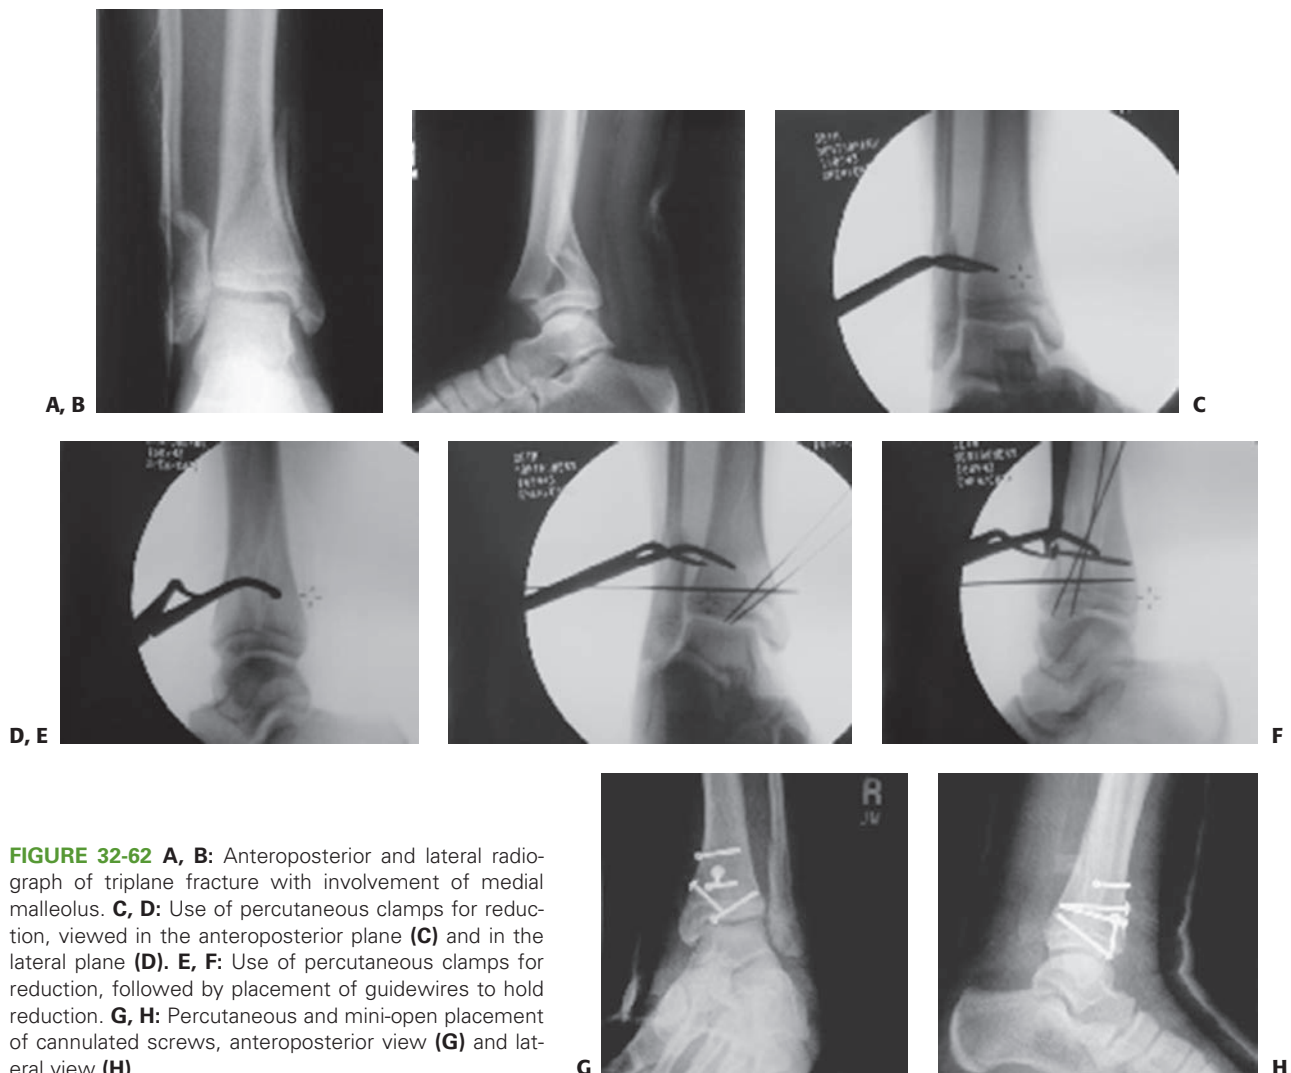 A, B
C
D, E
F
R
JW
FIGURE 32-62 A, B: Anteroposterior and lateral radio-
graph of triplane fracture with involvement of medial
malleolus. C, D: Use of percutaneous clamps for reduc-
tion, viewed in the anteroposterior plane (C) and in the
lateral plane (D). E, F: Use of percutaneous clamps for
reduction, followed by placement of guidewires to hold
reduction. G, H: Percutaneous and mini-open placement
of cannulated screws, anteroposterior view (G) and lat-
eral view (H)
G
H